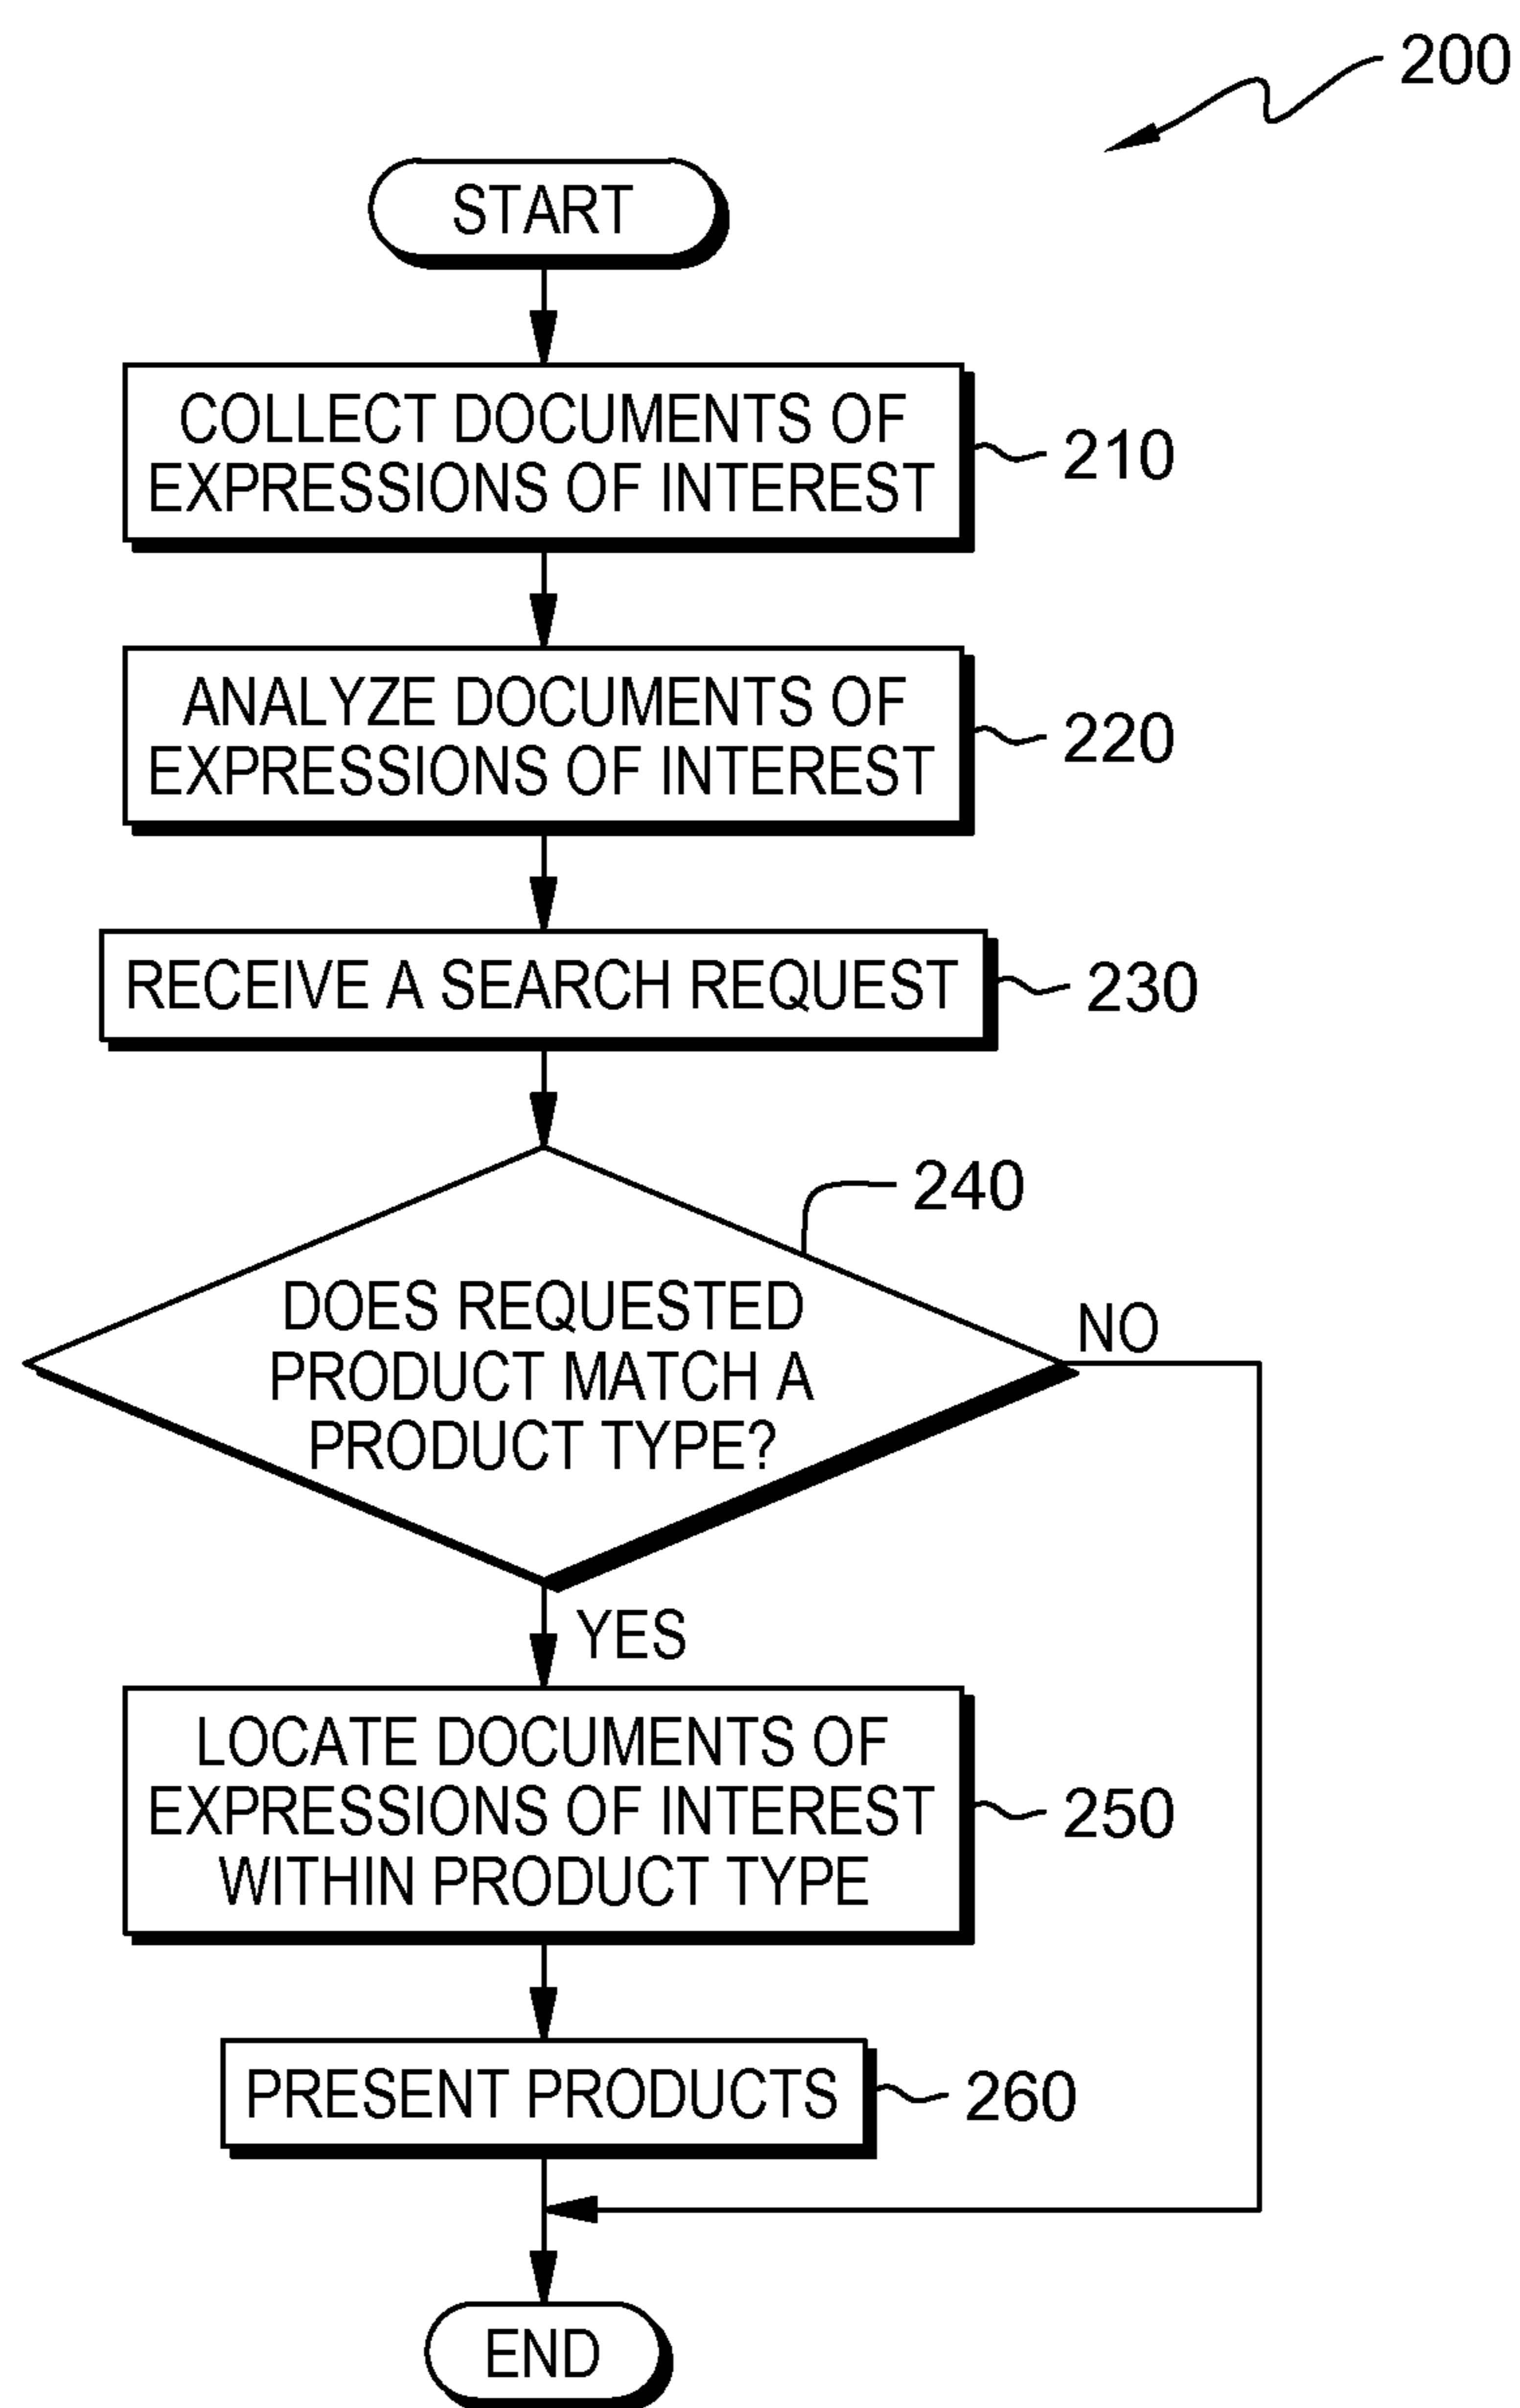 200
START
COLLECT DOCUMENTS OF
EXPRESSIONS OF INTEREST
210
ANALYZE DOCUMENTS OF
EXPRESSIONS OF INTEREST
220
RECEIVE A SEARCH REQUEST
230
240
DOES REQUESTED
PRODUCT MATCH A
PRODUCT TYPE?
NO
YES
LOCATE DOCUMENTS OF
EXPRESSIONS OF INTEREST
WITHIN PRODUCT TYPE
250
PRESENT PRODUCTS
260
END